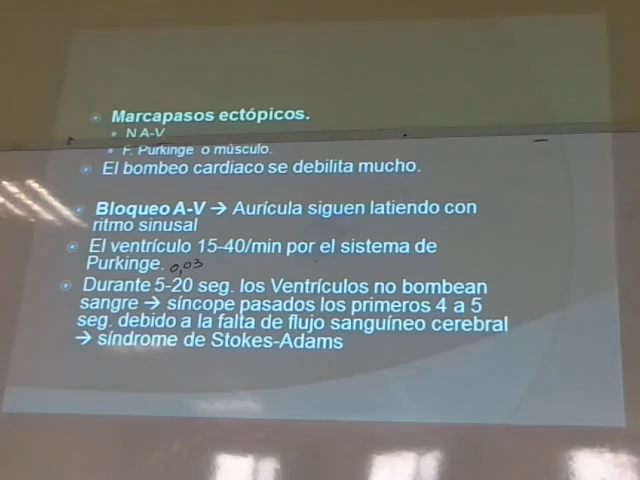 Marcapasos ectópicos.
N A-V
F. Purkinge o músculo.
El bombeo cardiaco se debilita mucho.
Bloqueo A-V → Aurícula siguen latiendo con
ritmo sinusal
El ventrículo 15-40/min por el sistema de
Purkinge. 0,03
Durante 5-20 seg. los Ventrículos no bombean
sangre → síncope pasados los primeros 4 a 5
seg. debido a la falta de flujo sanguíneo cerebral
→ síndrome de Stokes-Adams